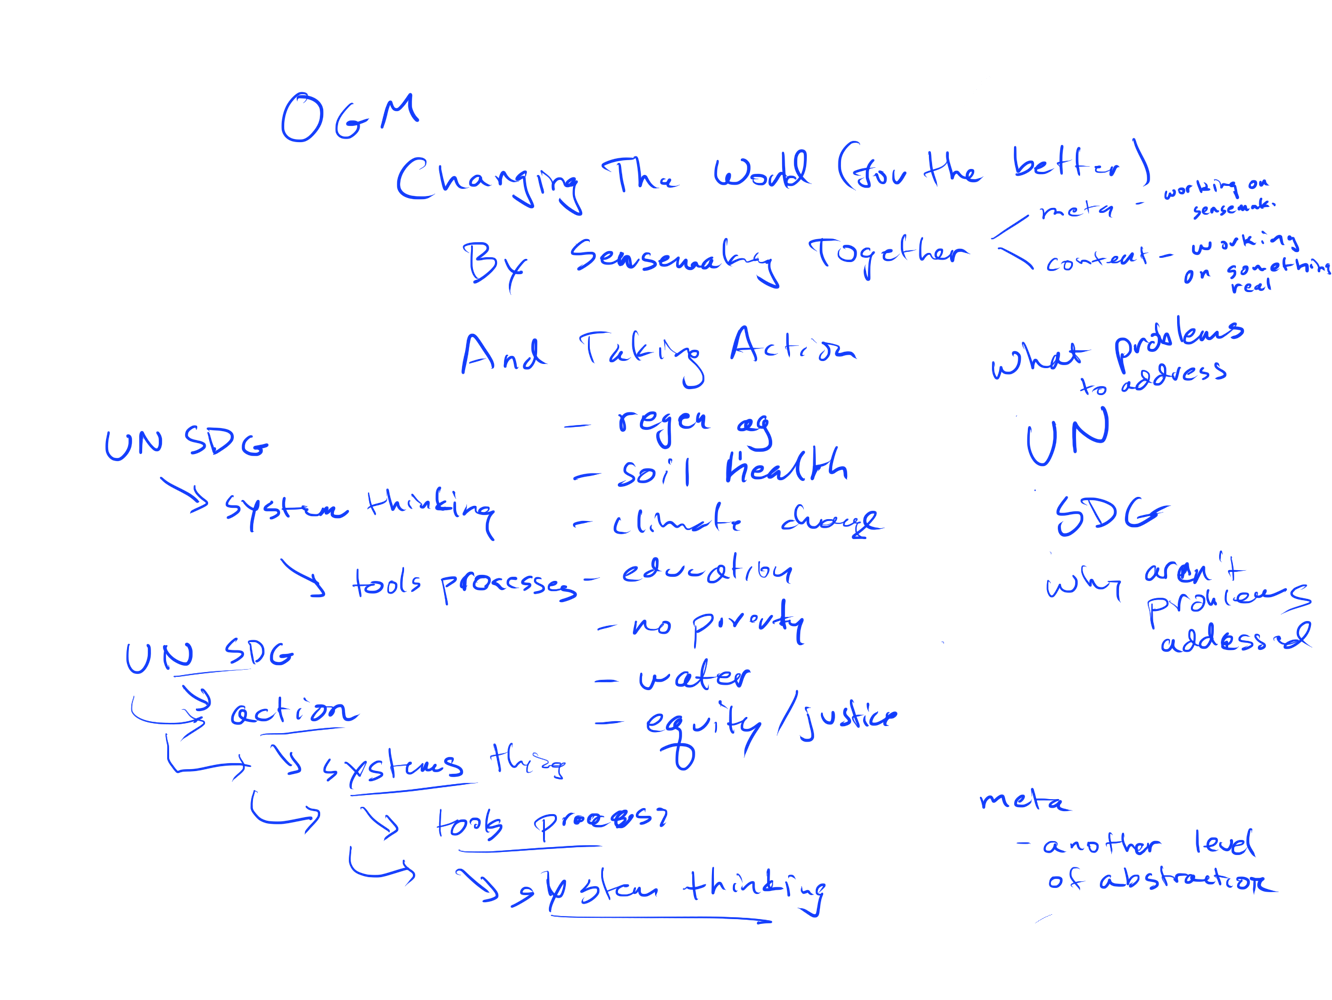 OGM
Changing The World (for the better)
By Sensemaking Together
meta - working on
sensemak.
content - working
on something
real
And Taking Action
- regen ag
- soil health
- climate change
- education
- no poverty
- water
- equity/justice
what problems
to address
UN
SDG
why aren't
problems
addressed
UN SDG
system thinking
tools processes
UN SDG
action
systems thing
tools process?
system thinking
meta
- another level
of abstraction